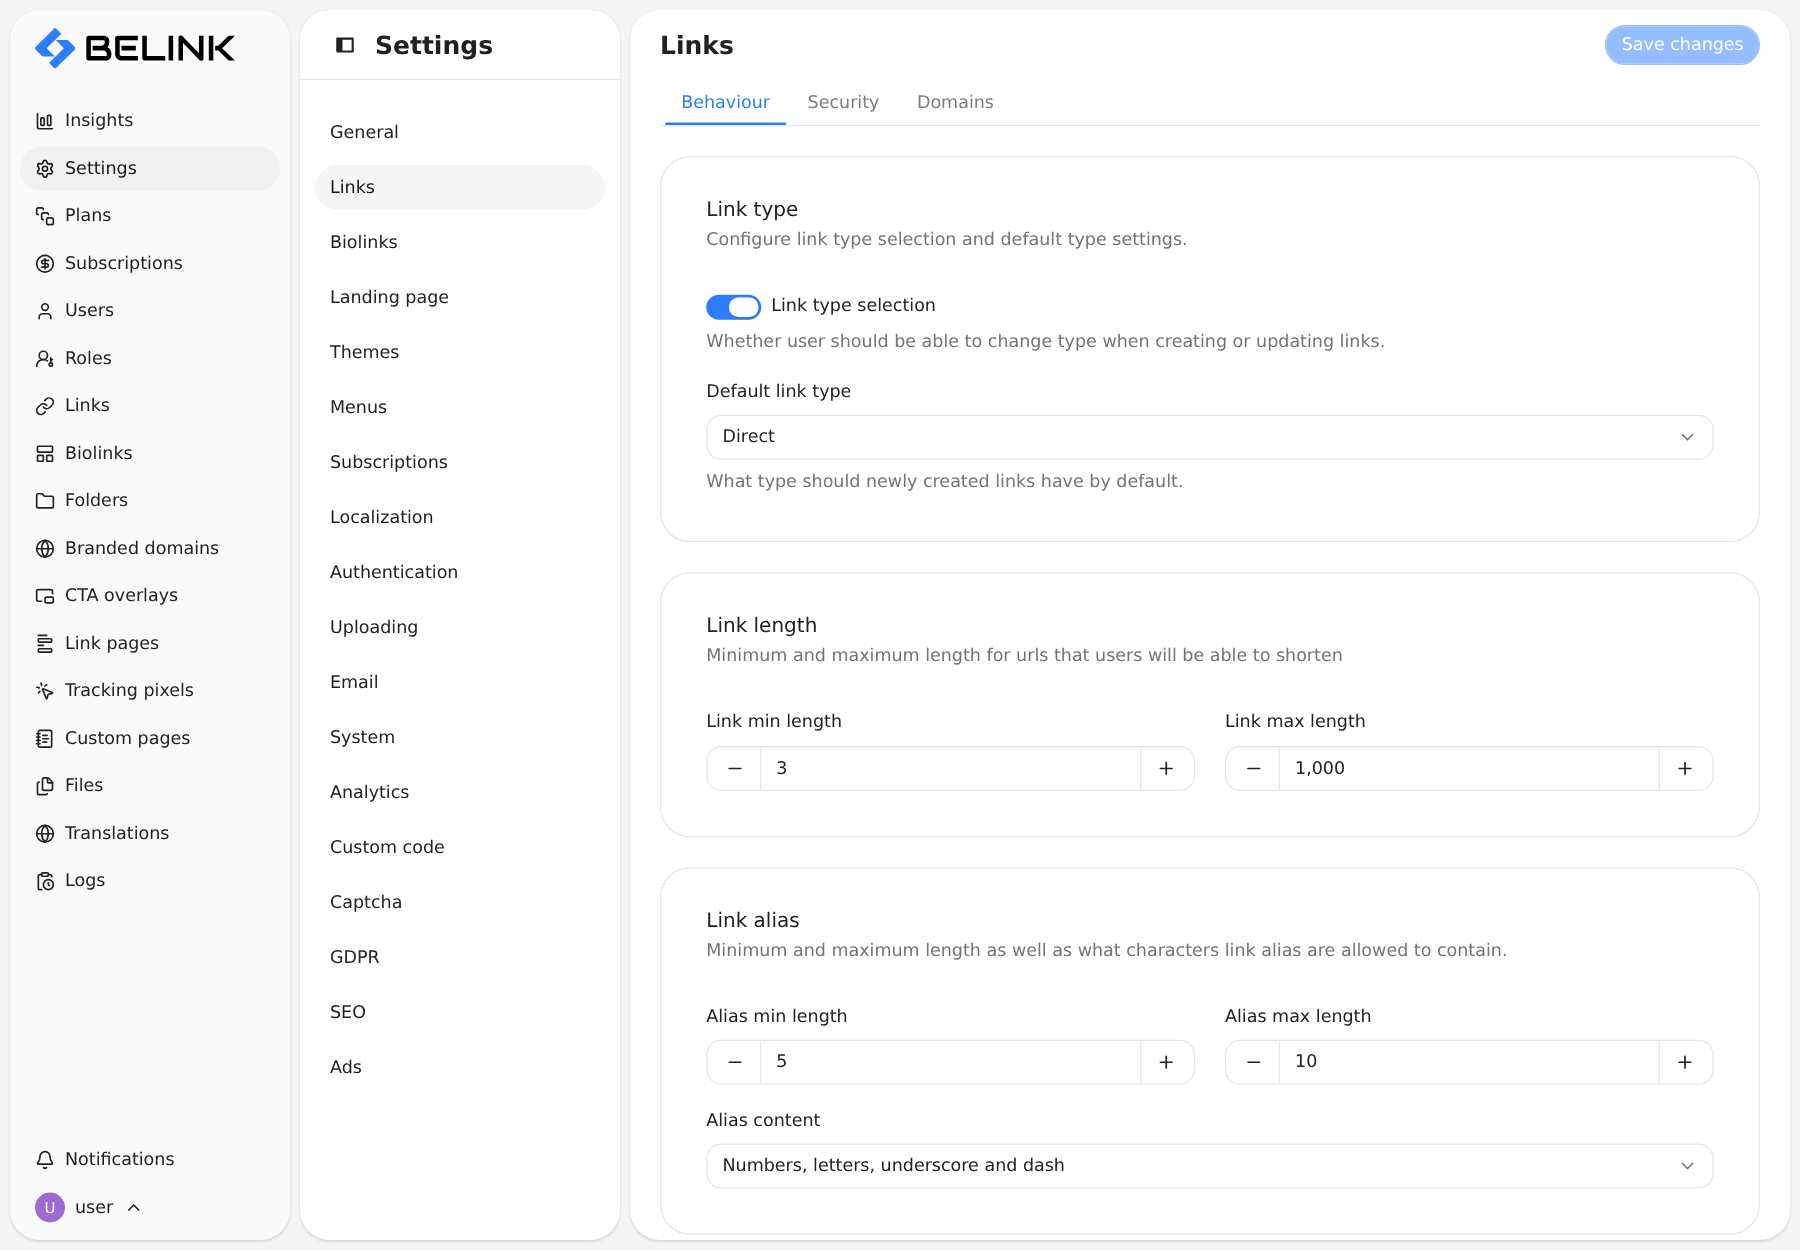 BELINK
Insights
Settings
Plans
Subscriptions
Users
Roles
Links
Biolinks
Folders
Branded domains
CTA overlays
Link pages
Tracking pixels
Custom pages
Files
Translations
Logs
Notifications
U user
Settings
General
Links
Biolinks
Landing page
Themes
Menus
Subscriptions
Localization
Authentication
Uploading
Email
System
Analytics
Custom code
Captcha
GDPR
SEO
Ads
Links
Save changes
Behaviour Security Domains
Link type
Configure link type selection and default type settings.
Link type selection
Whether user should be able to change type when creating or updating links.
Default link type
Direct
What type should newly created links have by default.
Link length
Minimum and maximum length for urls that users will be able to shorten
Link min length Link max length
3 1,000
Link alias
Minimum and maximum length as well as what characters link alias are allowed to contain.
Alias min length Alias max length
5 10
Alias content
Numbers, letters, underscore and dash